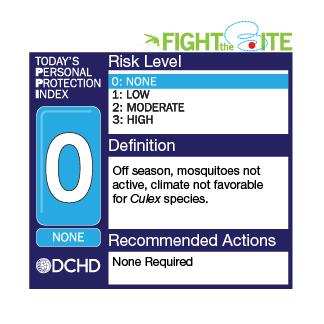 FIGHT the BITE
TODAY'S
PERSONAL
PROTECTION
INDEX
0
NONE
DCHD
Risk Level
0: NONE
1: LOW
2: MODERATE
3: HIGH
Definition
Off season, mosquitoes not
active, climate not favorable
for Culex species.
Recommended Actions
None Required